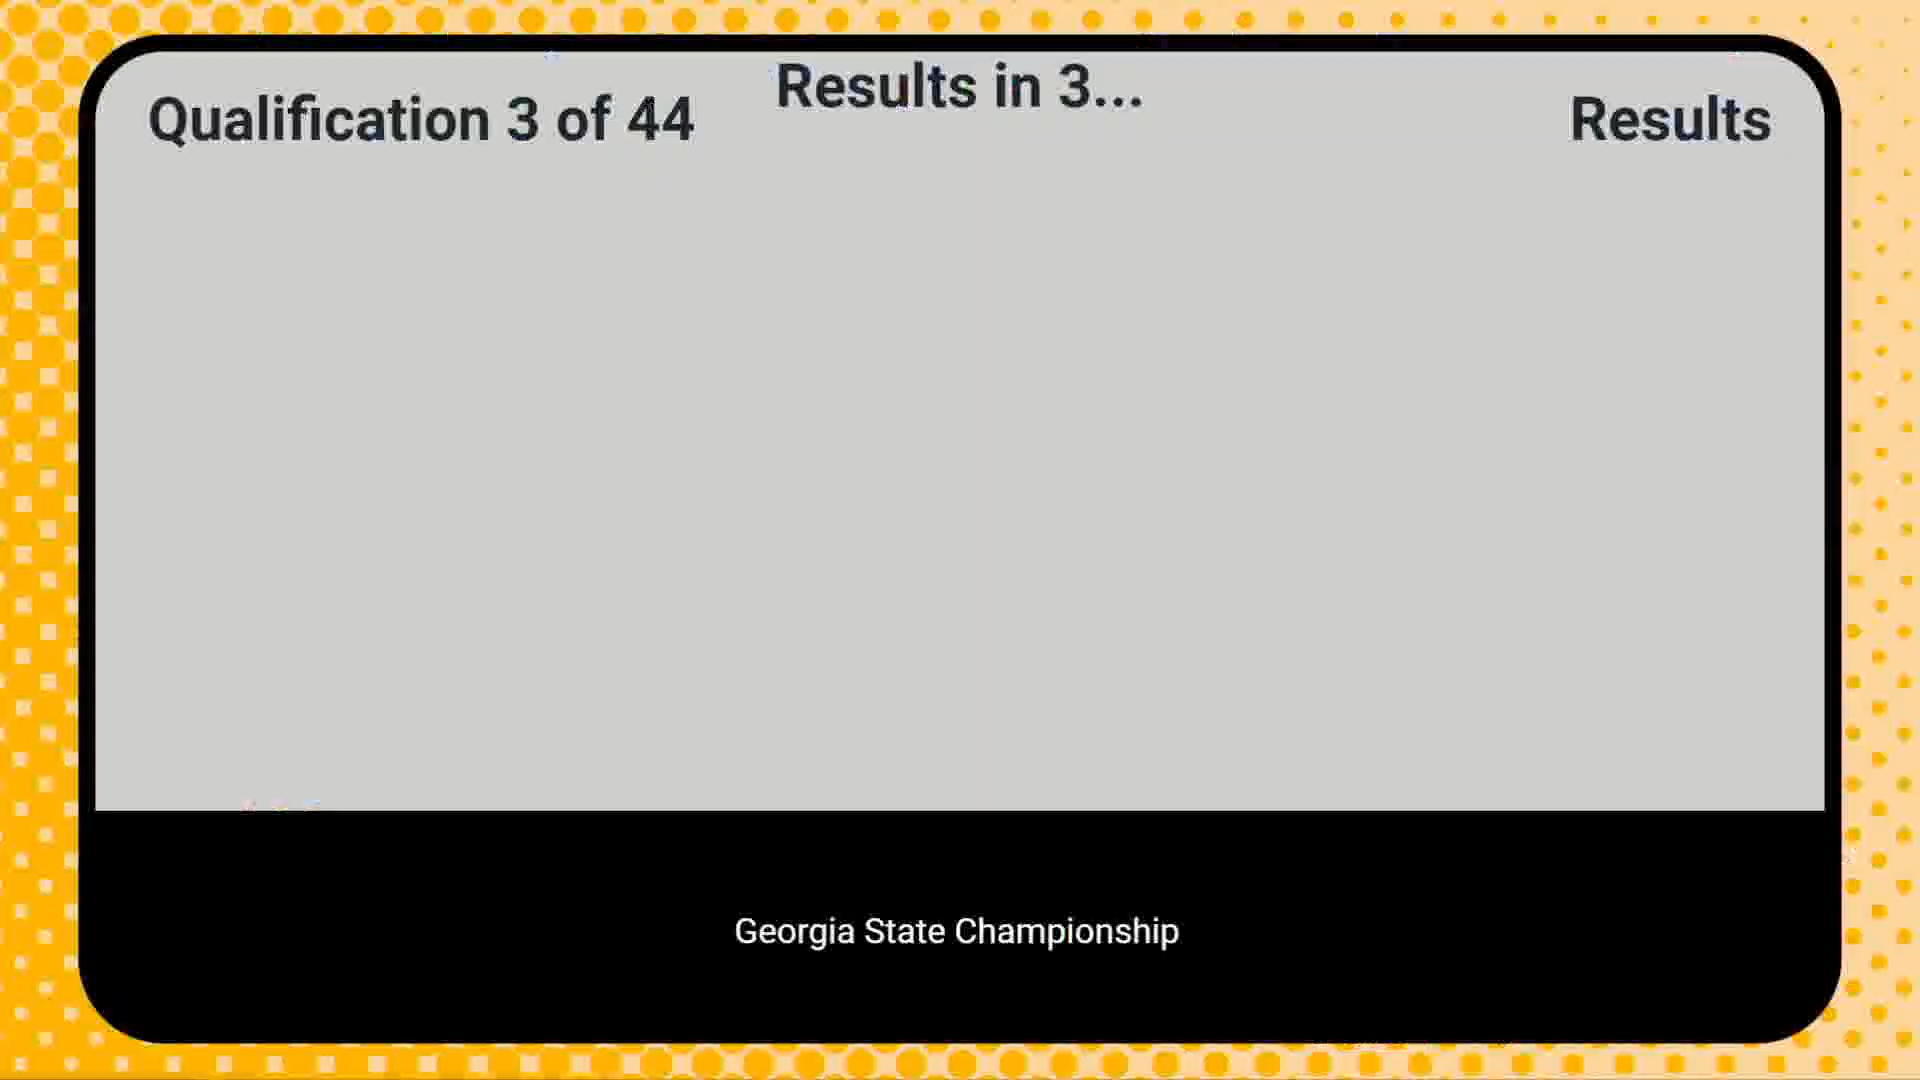 Qualification 3 of 44
Results in 3...
Results
Georgia State Championship